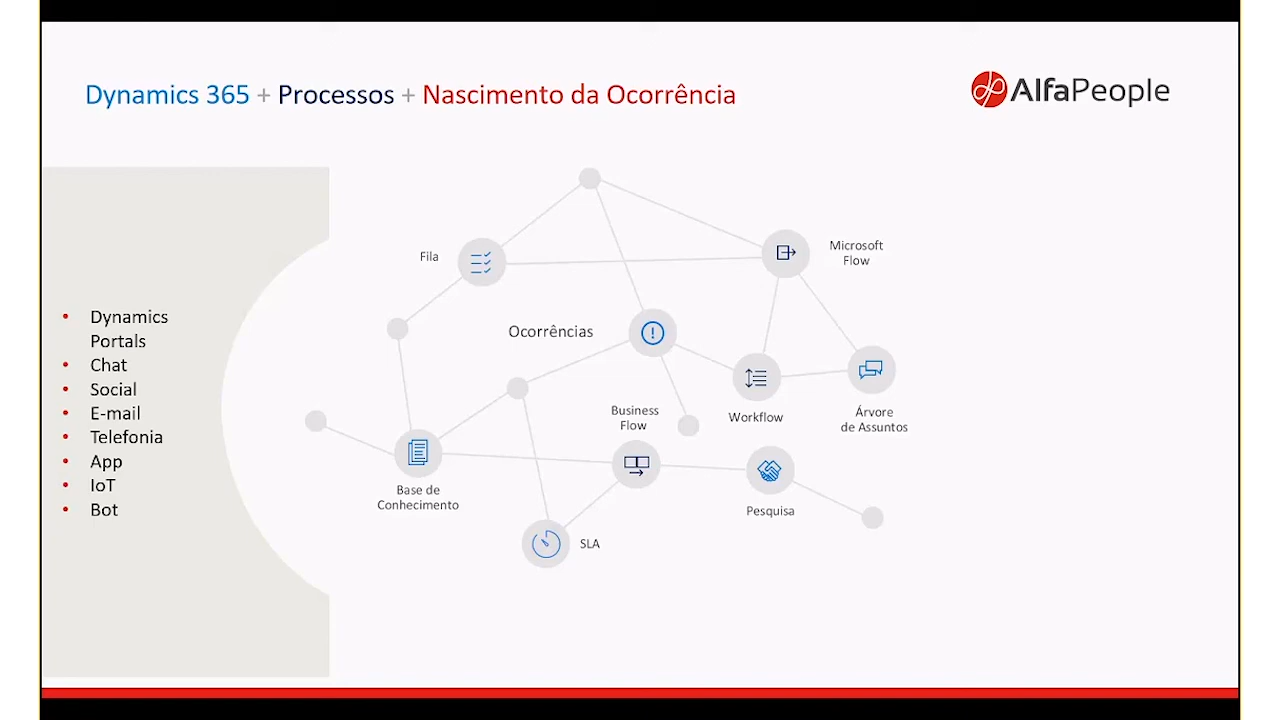 Dynamics 365 + Processos + Nascimento da Ocorrência
AlfaPeople
• Dynamics
Portals
• Chat
• Social
• E-mail
• Telefonia
• App
• IoT
• Bot
Fila
Microsoft
Flow
Ocorrências
Workflow
Árvore
de Assuntos
Business
Flow
Base de
Conhecimento
Pesquisa
SLA